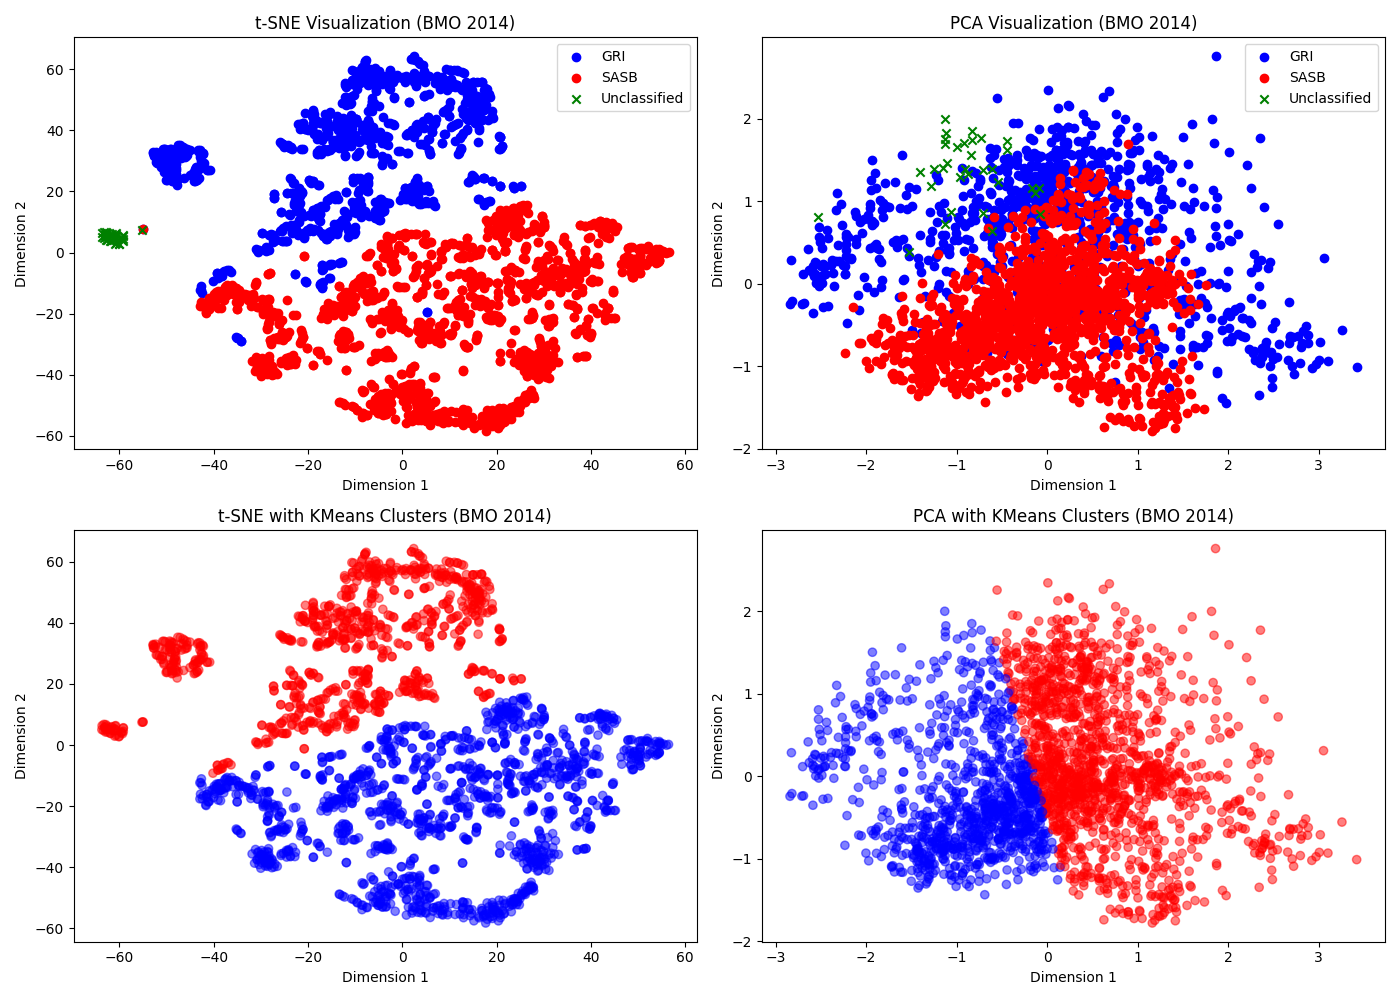 t-SNE Visualization (BMO 2014)
GRI
SASB
Unclassified
60
40
20
0
−20
−40
−60
Dimension 2
−60 −40 −20 0 20 40 60
Dimension 1
PCA Visualization (BMO 2014)
GRI
SASB
Unclassified
2
1
0
−1
−2
Dimension 2
−3 −2 −1 0 1 2 3
Dimension 1
t-SNE with KMeans Clusters (BMO 2014)
60
40
20
0
−20
−40
−60
Dimension 2
−60 −40 −20 0 20 40 60
Dimension 1
PCA with KMeans Clusters (BMO 2014)
2
1
0
−1
−2
Dimension 2
−3 −2 −1 0 1 2 3
Dimension 1